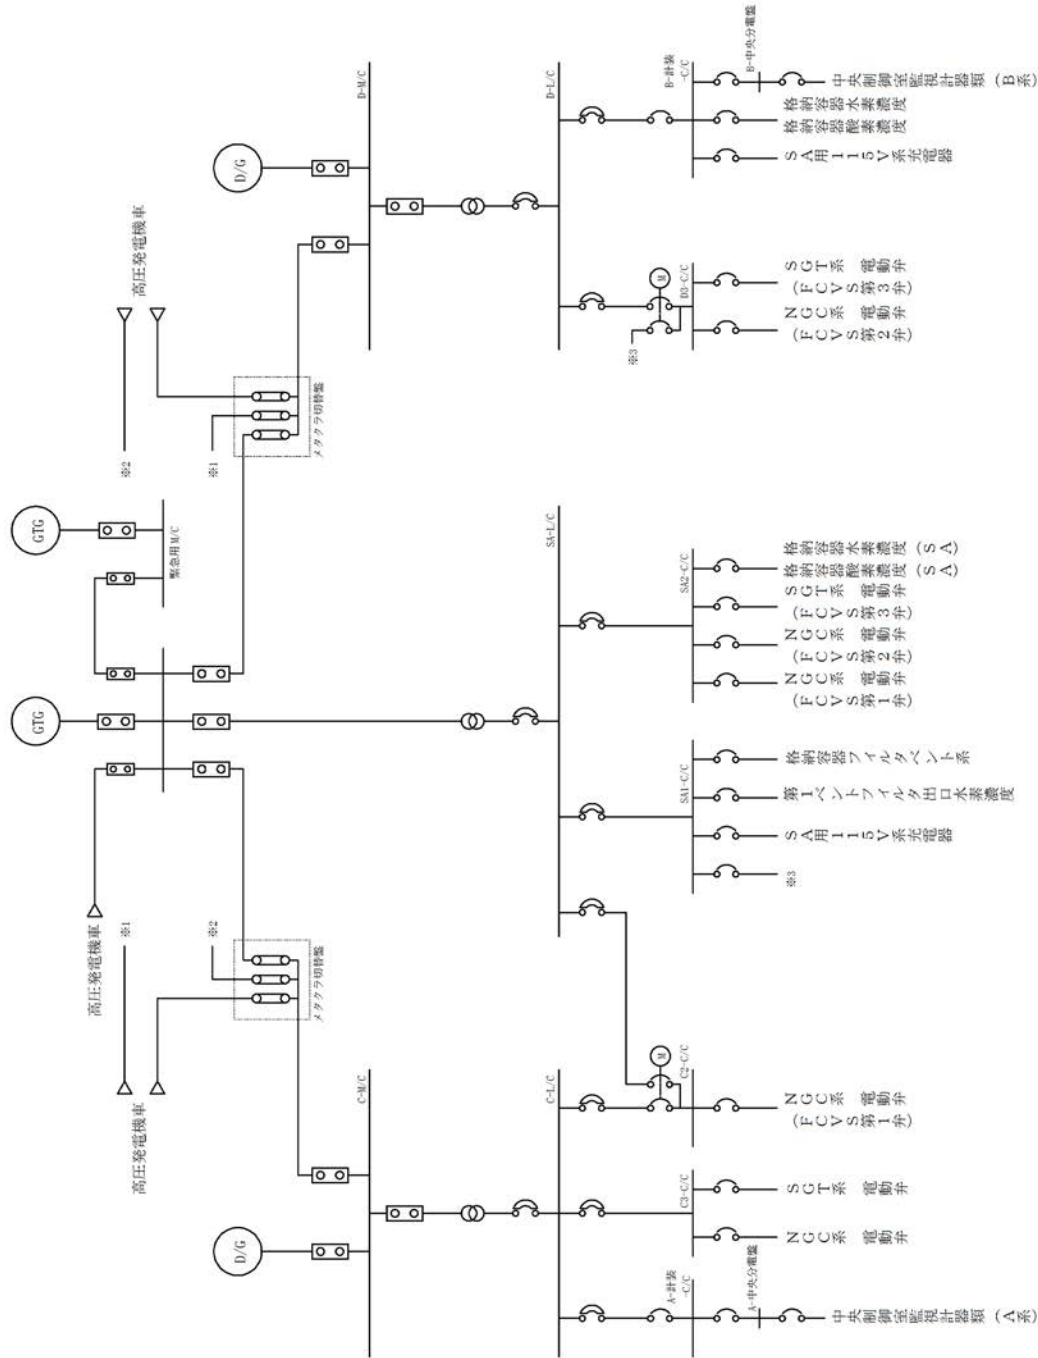 D/G
高圧発電機車
※1
※2
メタクラ切替盤
高圧発電機車
GTG
GTG
緊急用M/C
※2
※1
高圧発電機車
メタクラ切替盤
D/G
C-M/C
D-M/C
C-L/C
SA-L/C
D-L/C
A-計装
-C/C
A-中央分電盤
中央制御室監視計器類(A系)
C3-C/C
NGC系 電動弁
SGT系 電動弁
M
C2-C/C
NGC系 電動弁
(FCVS第1弁)
SA1-C/C
※3
SA用115V系充電器
第1ベントフィルタ出口水素濃度
格納容器フィルタベント系
SA2-C/C
NGC系 電動弁
(FCVS第1弁)
NGC系 電動弁
(FCVS第2弁)
SGT系 電動弁
(FCVS第3弁)
格納容器酸素濃度(SA)
格納容器水素濃度(SA)
※3
M
D3-C/C
NGC系 電動弁
(FCVS第2弁)
SGT系 電動弁
(FCVS第3弁)
B-計装
-C/C
SA用115V系充電器
格納容器酸素濃度
格納容器水素濃度
B-中央分電盤
中央制御室監視計器類(B系)